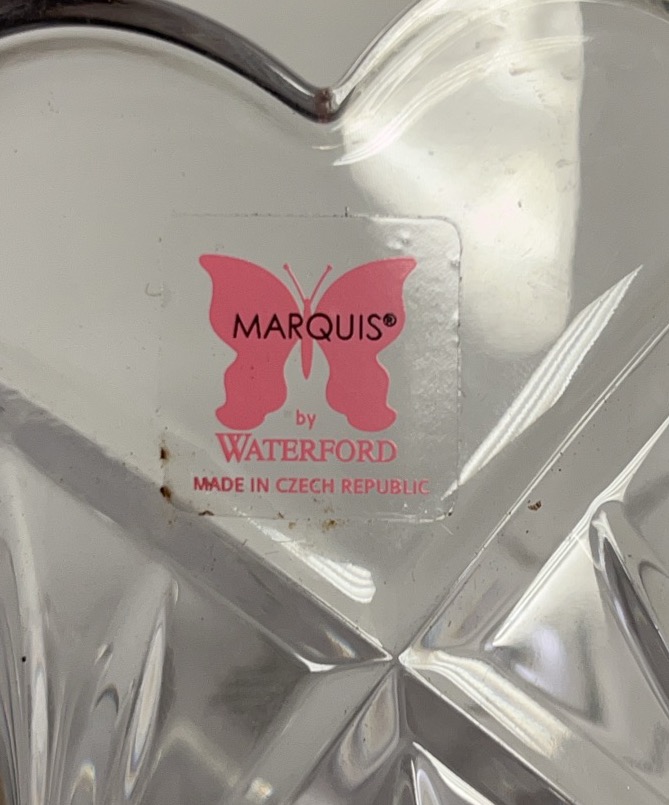 MARQUIS®
by
WATERFORD
MADE IN CZECH REPUBLIC